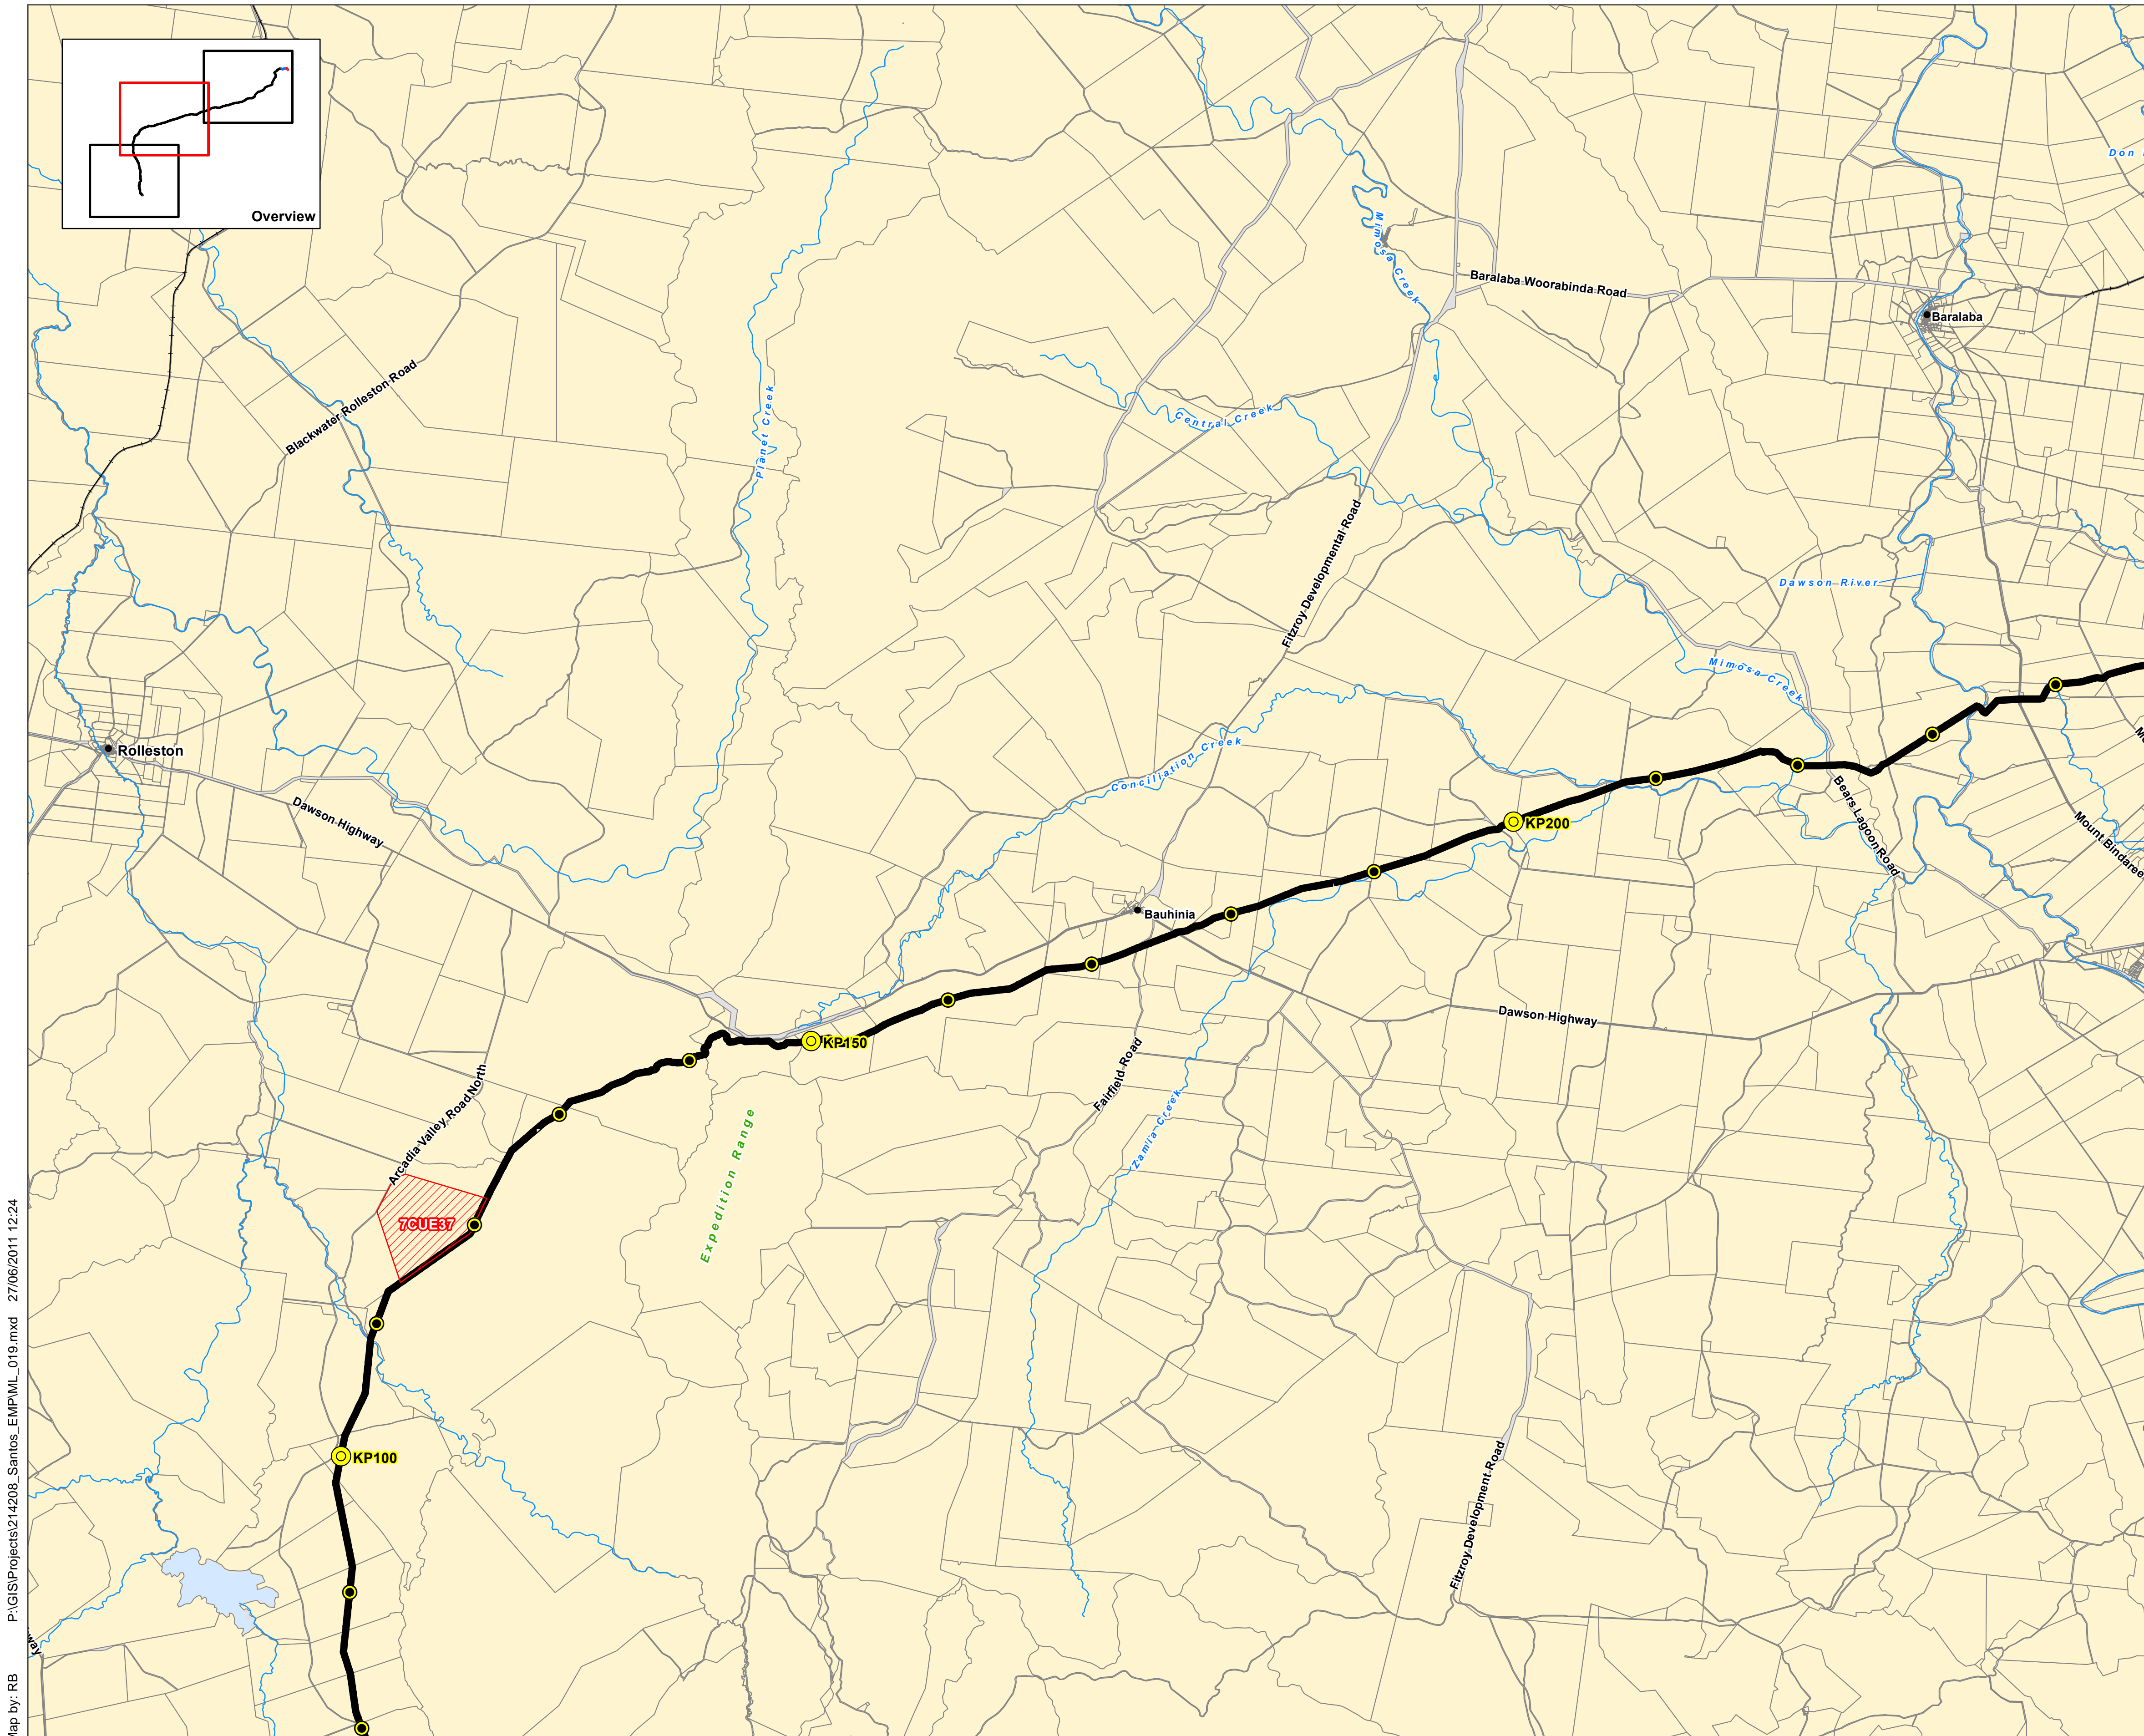 Overview
Don
Mimosa Creek
Baralaba Woorabinda Road
Baralaba
Blackwater Rolleston Road
Planet Creek
Central Creek
Fitzroy Developmental Road
Dawson River
Mimosa Creek
Rolleston
Conciliation Creek
Dawson Highway
KP200
Bears Lagoon Road
Mount Bindaree
Bauhinia
Dawson Highway
KP150
Fairfield Road
Zamia Creek
Arcadia Valley Road North
Expedition Range
7CUE37
KP100
Fitzroy Development Road
way
Map by: RB P:\GIS\Projects\214208_Santos_EMP\ML_019.mxd 27/06/2011 12:24